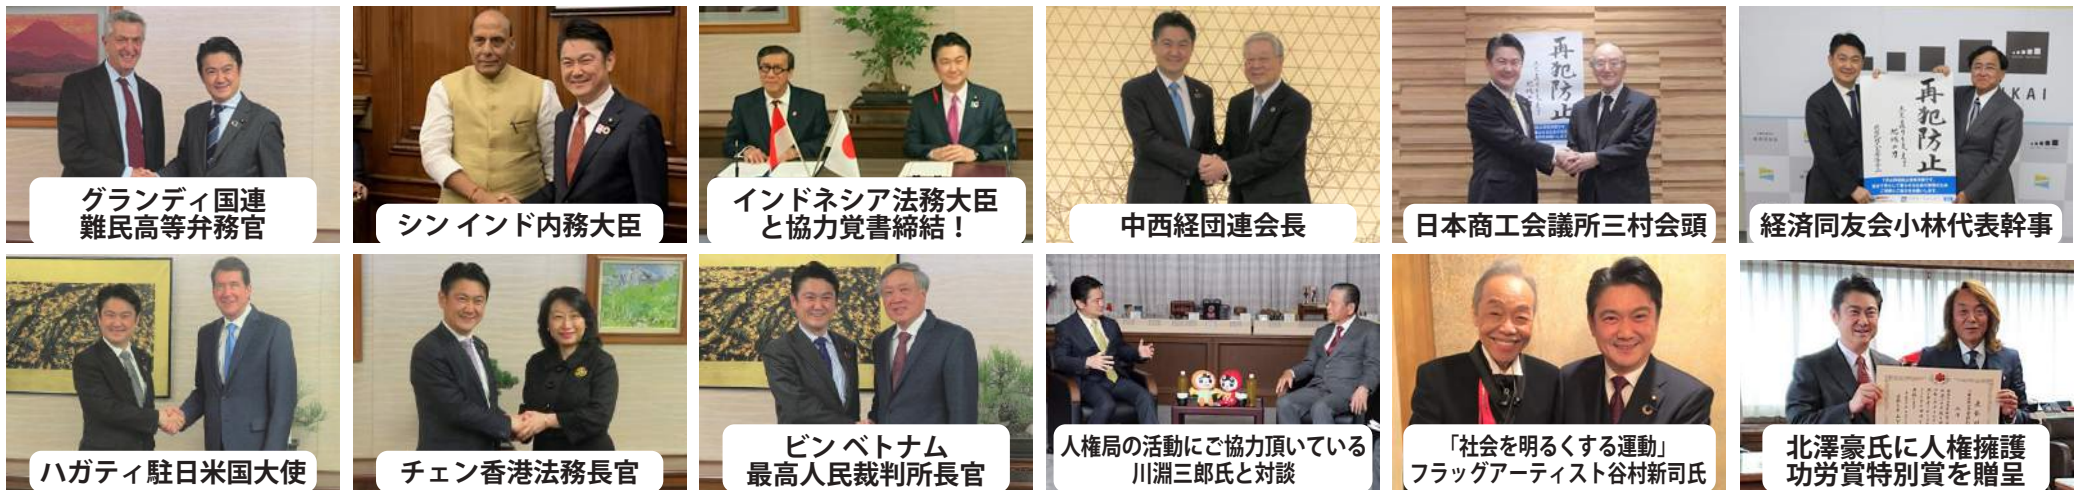 グランディ国連
難民高等弁務官
シン インド内務大臣
インドネシア法務大臣
と協力覚書締結！
再犯防止
中西経団連会長
日本商工会議所三村会頭
再犯防止
KAI
経済同友会小林代表幹事
ハガティ駐日米国大使
チェン香港法務長官
ビン ベトナム
最高人民裁判所長官
人権局の活動にご協力頂いている
川淵三郎氏と対談
「社会を明るくする運動」
フラッグアーティスト谷村新司氏
北澤豪氏に人権擁護
功労賞特別賞を贈呈